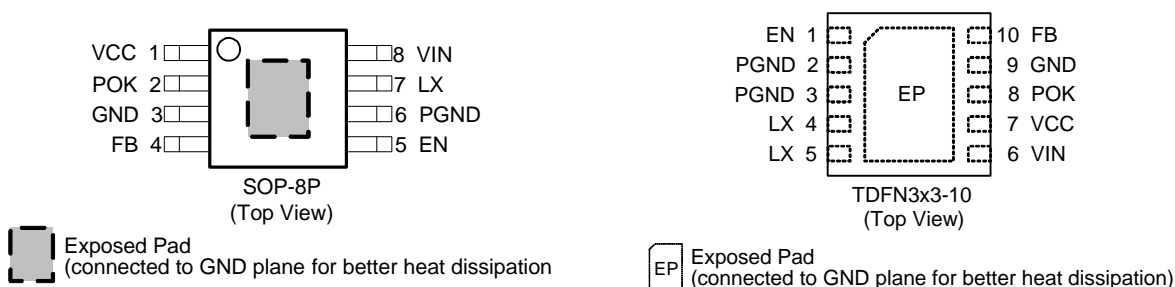 VCC 1
POK 2
GND 3
FB 4
8 VIN
7 LX
6 PGND
5 EN
SOP-8P
(Top View)
Exposed Pad
(connected to GND plane for better heat dissipation
EN 1
PGND 2
PGND 3
LX 4
LX 5
EP
10 FB
9 GND
8 POK
7 VCC
6 VIN
TDFN3x3-10
(Top View)
EP
Exposed Pad
(connected to GND plane for better heat dissipation)